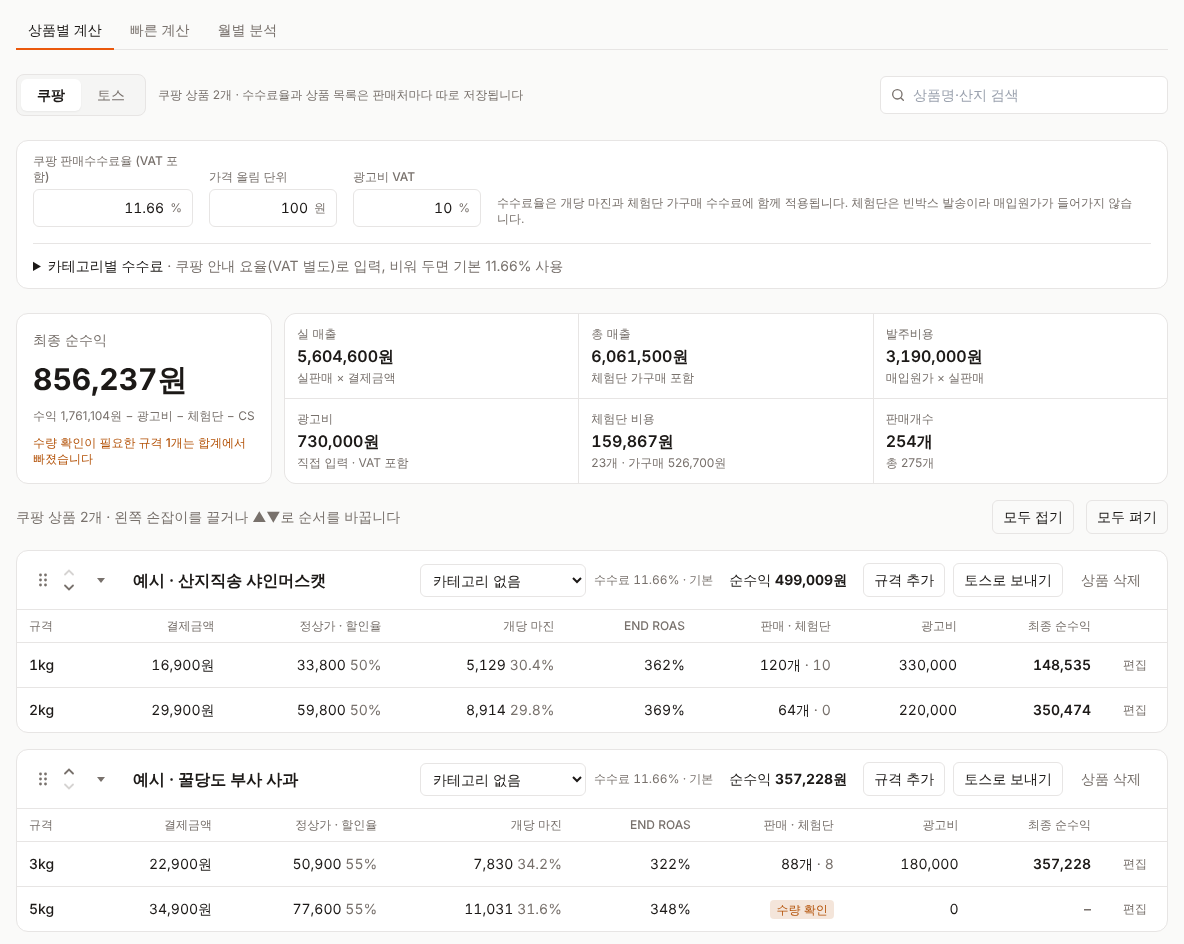 상품별 계산 빠른 계산 월별 분석
쿠팡 토스 쿠팡 상품 2개 · 수수료율과 상품 목록은 판매처마다 따로 저장됩니다 상품명·산지 검색
쿠팡 판매수수료율 (VAT 포
함) 가격 올림 단위 광고비 VAT
11.66 % 100 원 10 % 수수료율은 개당 마진과 체험단 가구매 수수료에 함께 적용됩니다. 체험단은 빈박스 발송이라 매입원가가 들어가지 않습
니다.
▶ 카테고리별 수수료 · 쿠팡 안내 요율(VAT 별도)로 입력, 비워 두면 기본 11.66% 사용
최종 순수익
856,237원
수익 1,761,104원 − 광고비 − 체험단 − CS
수량 확인이 필요한 규격 1개는 합계에서
빠졌습니다
실 매출 총 매출 발주비용
5,604,600원 6,061,500원 3,190,000원
실판매 × 결제금액 체험단 가구매 포함 매입원가 × 실판매
광고비 체험단 비용 판매개수
730,000원 159,867원 254개
직접 입력 · VAT 포함 23개 · 가구매 526,700원 총 275개
쿠팡 상품 2개 · 왼쪽 손잡이를 끌거나 ▲▼로 순서를 바꿉니다 모두 접기 모두 펴기
예시 · 산지직송 샤인머스캣 카테고리 없음 수수료 11.66% · 기본 순수익 499,009원 규격 추가 토스로 보내기 상품 삭제
규격 결제금액 정상가 · 할인율 개당 마진 END ROAS 판매 · 체험단 광고비 최종 순수익
1kg 16,900원 33,800 50% 5,129 30.4% 362% 120개 · 10 330,000 148,535 편집
2kg 29,900원 59,800 50% 8,914 29.8% 369% 64개 · 0 220,000 350,474 편집
예시 · 꿀당도 부사 사과 카테고리 없음 수수료 11.66% · 기본 순수익 357,228원 규격 추가 토스로 보내기 상품 삭제
규격 결제금액 정상가 · 할인율 개당 마진 END ROAS 판매 · 체험단 광고비 최종 순수익
3kg 22,900원 50,900 55% 7,830 34.2% 322% 88개 · 8 180,000 357,228 편집
5kg 34,900원 77,600 55% 11,031 31.6% 348% 수량 확인 0 – 편집